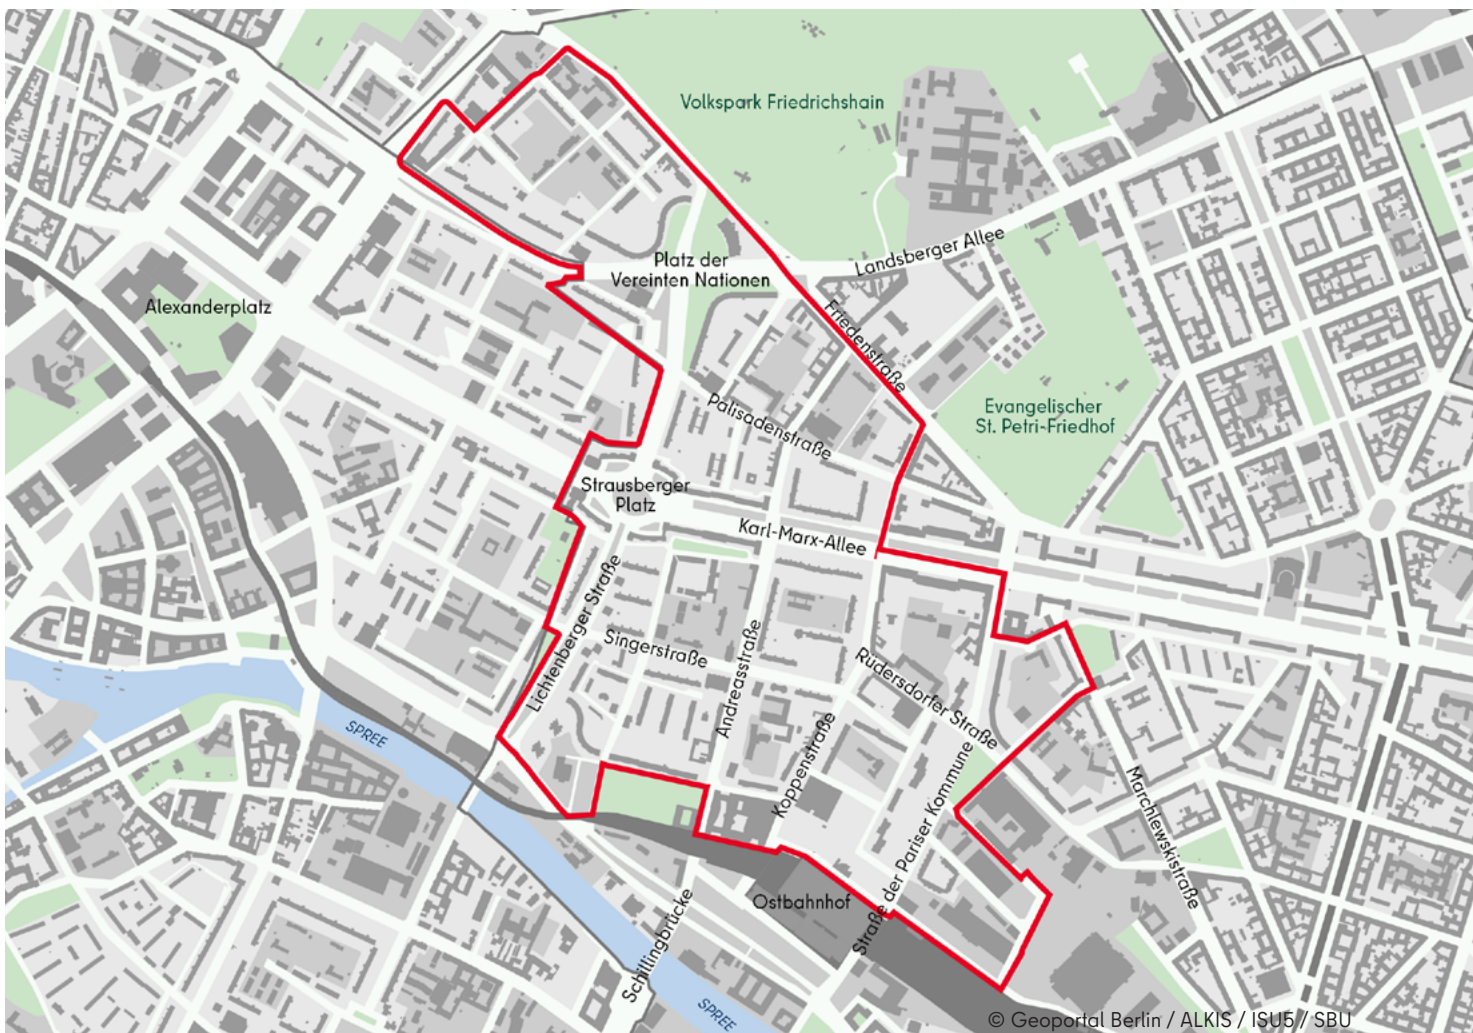 Volkspark Friedrichshain
Landsberger Allee
Platz der
Vereinten Nationen
Alexanderplatz
Friedenstraße
Palisadenstraße
Evangelischer
St. Petri-Friedhof
Strausberger
Platz
Karl-Marx-Allee
Lichtenberger Straße
Singerstraße
Andreasstraße
Rüdersdorfer Straße
Koppenstraße
SPREE
Straße der Pariser Kommune
Marchlewskistraße
Ostbahnhof
Schillingbrücke
SPREE
© Geoportal Berlin / ALKIS / ISU5 / SBU